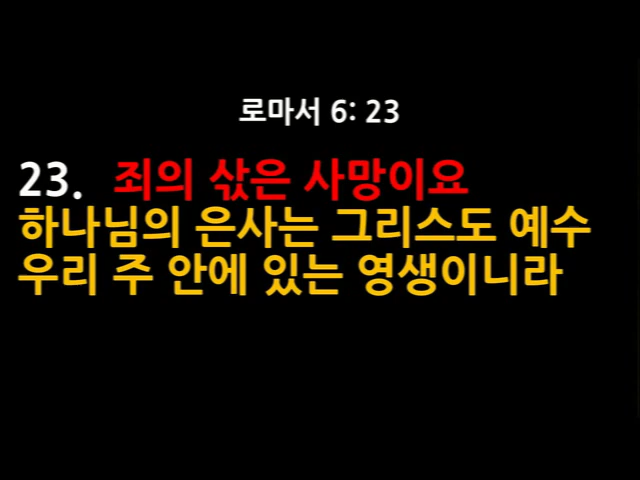 로마서 6: 23
23. 죄의 삯은 사망이요
하나님의 은사는 그리스도 예수
우리 주 안에 있는 영생이니라